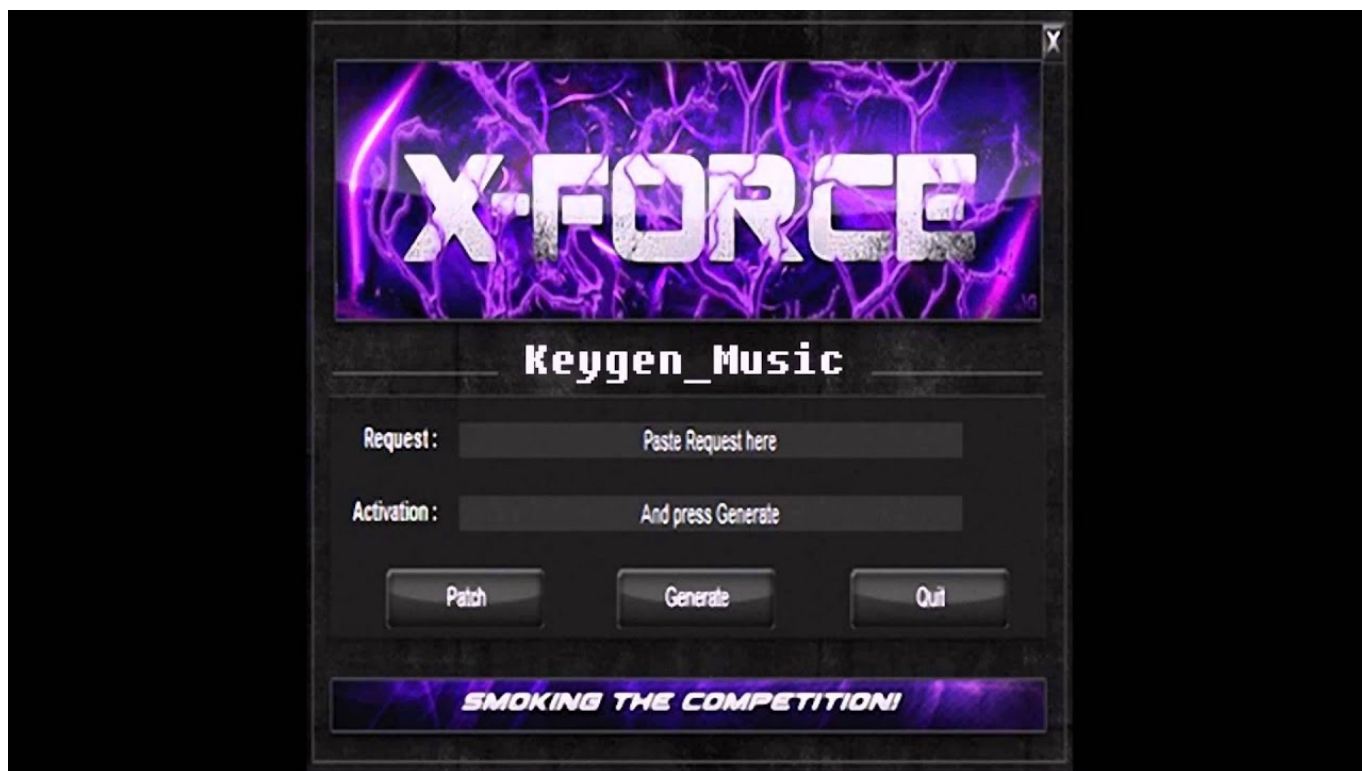 X
X-FORCE
Keygen_Music
Request : Paste Request here
Activation : And press Generate
Patch Generate Quit
SMOKING THE COMPETITION!